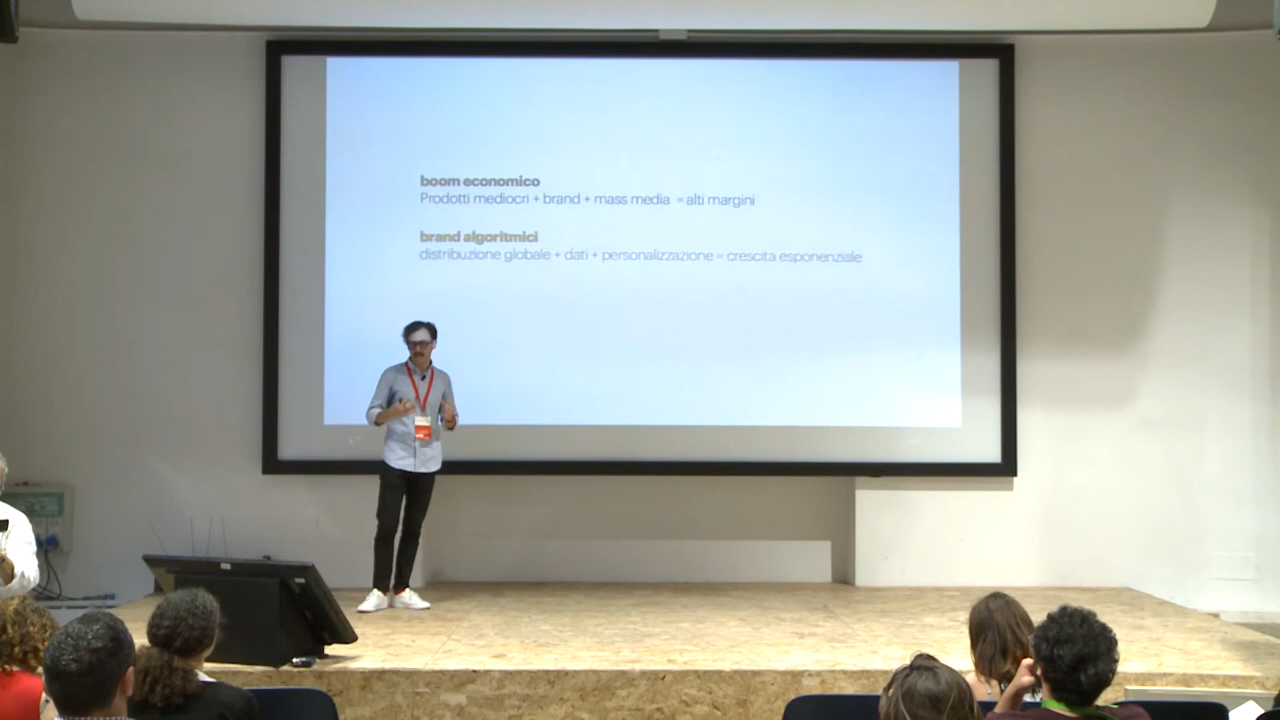 boom economico
Prodotti mediocri + brand + mass media = alti margini
brand algoritmici
distribuzione globale + dati + personalizzazione = crescita esponenziale